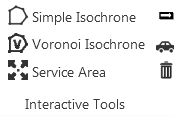 Simple Isochrone
Voronoi Isochrone
Service Area
Interactive Tools